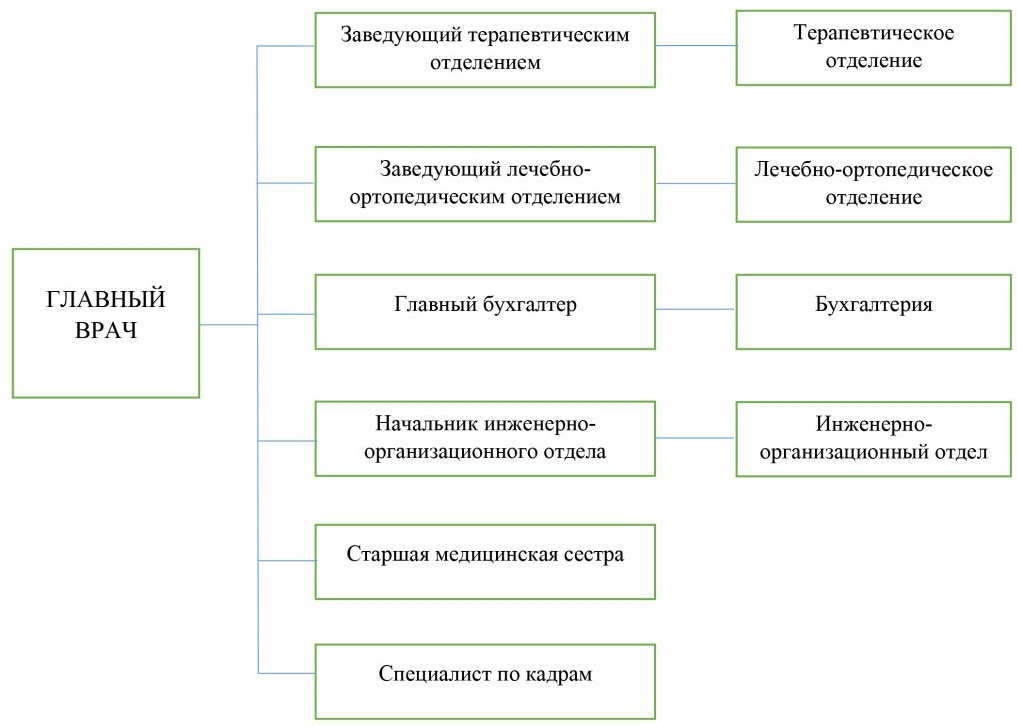 Заведующий терапевтическим
отделением
Терапевтическое
отделение
Заведующий лечебно-
ортопедическим отделением
Лечебно-ортопедическое
отделение
ГЛАВНЫЙ
ВРАЧ
Главный бухгалтер
Бухгалтерия
Начальник инженерно-
организационного отдела
Инженерно-
организационный отдел
Старшая медицинская сестра
Специалист по кадрам